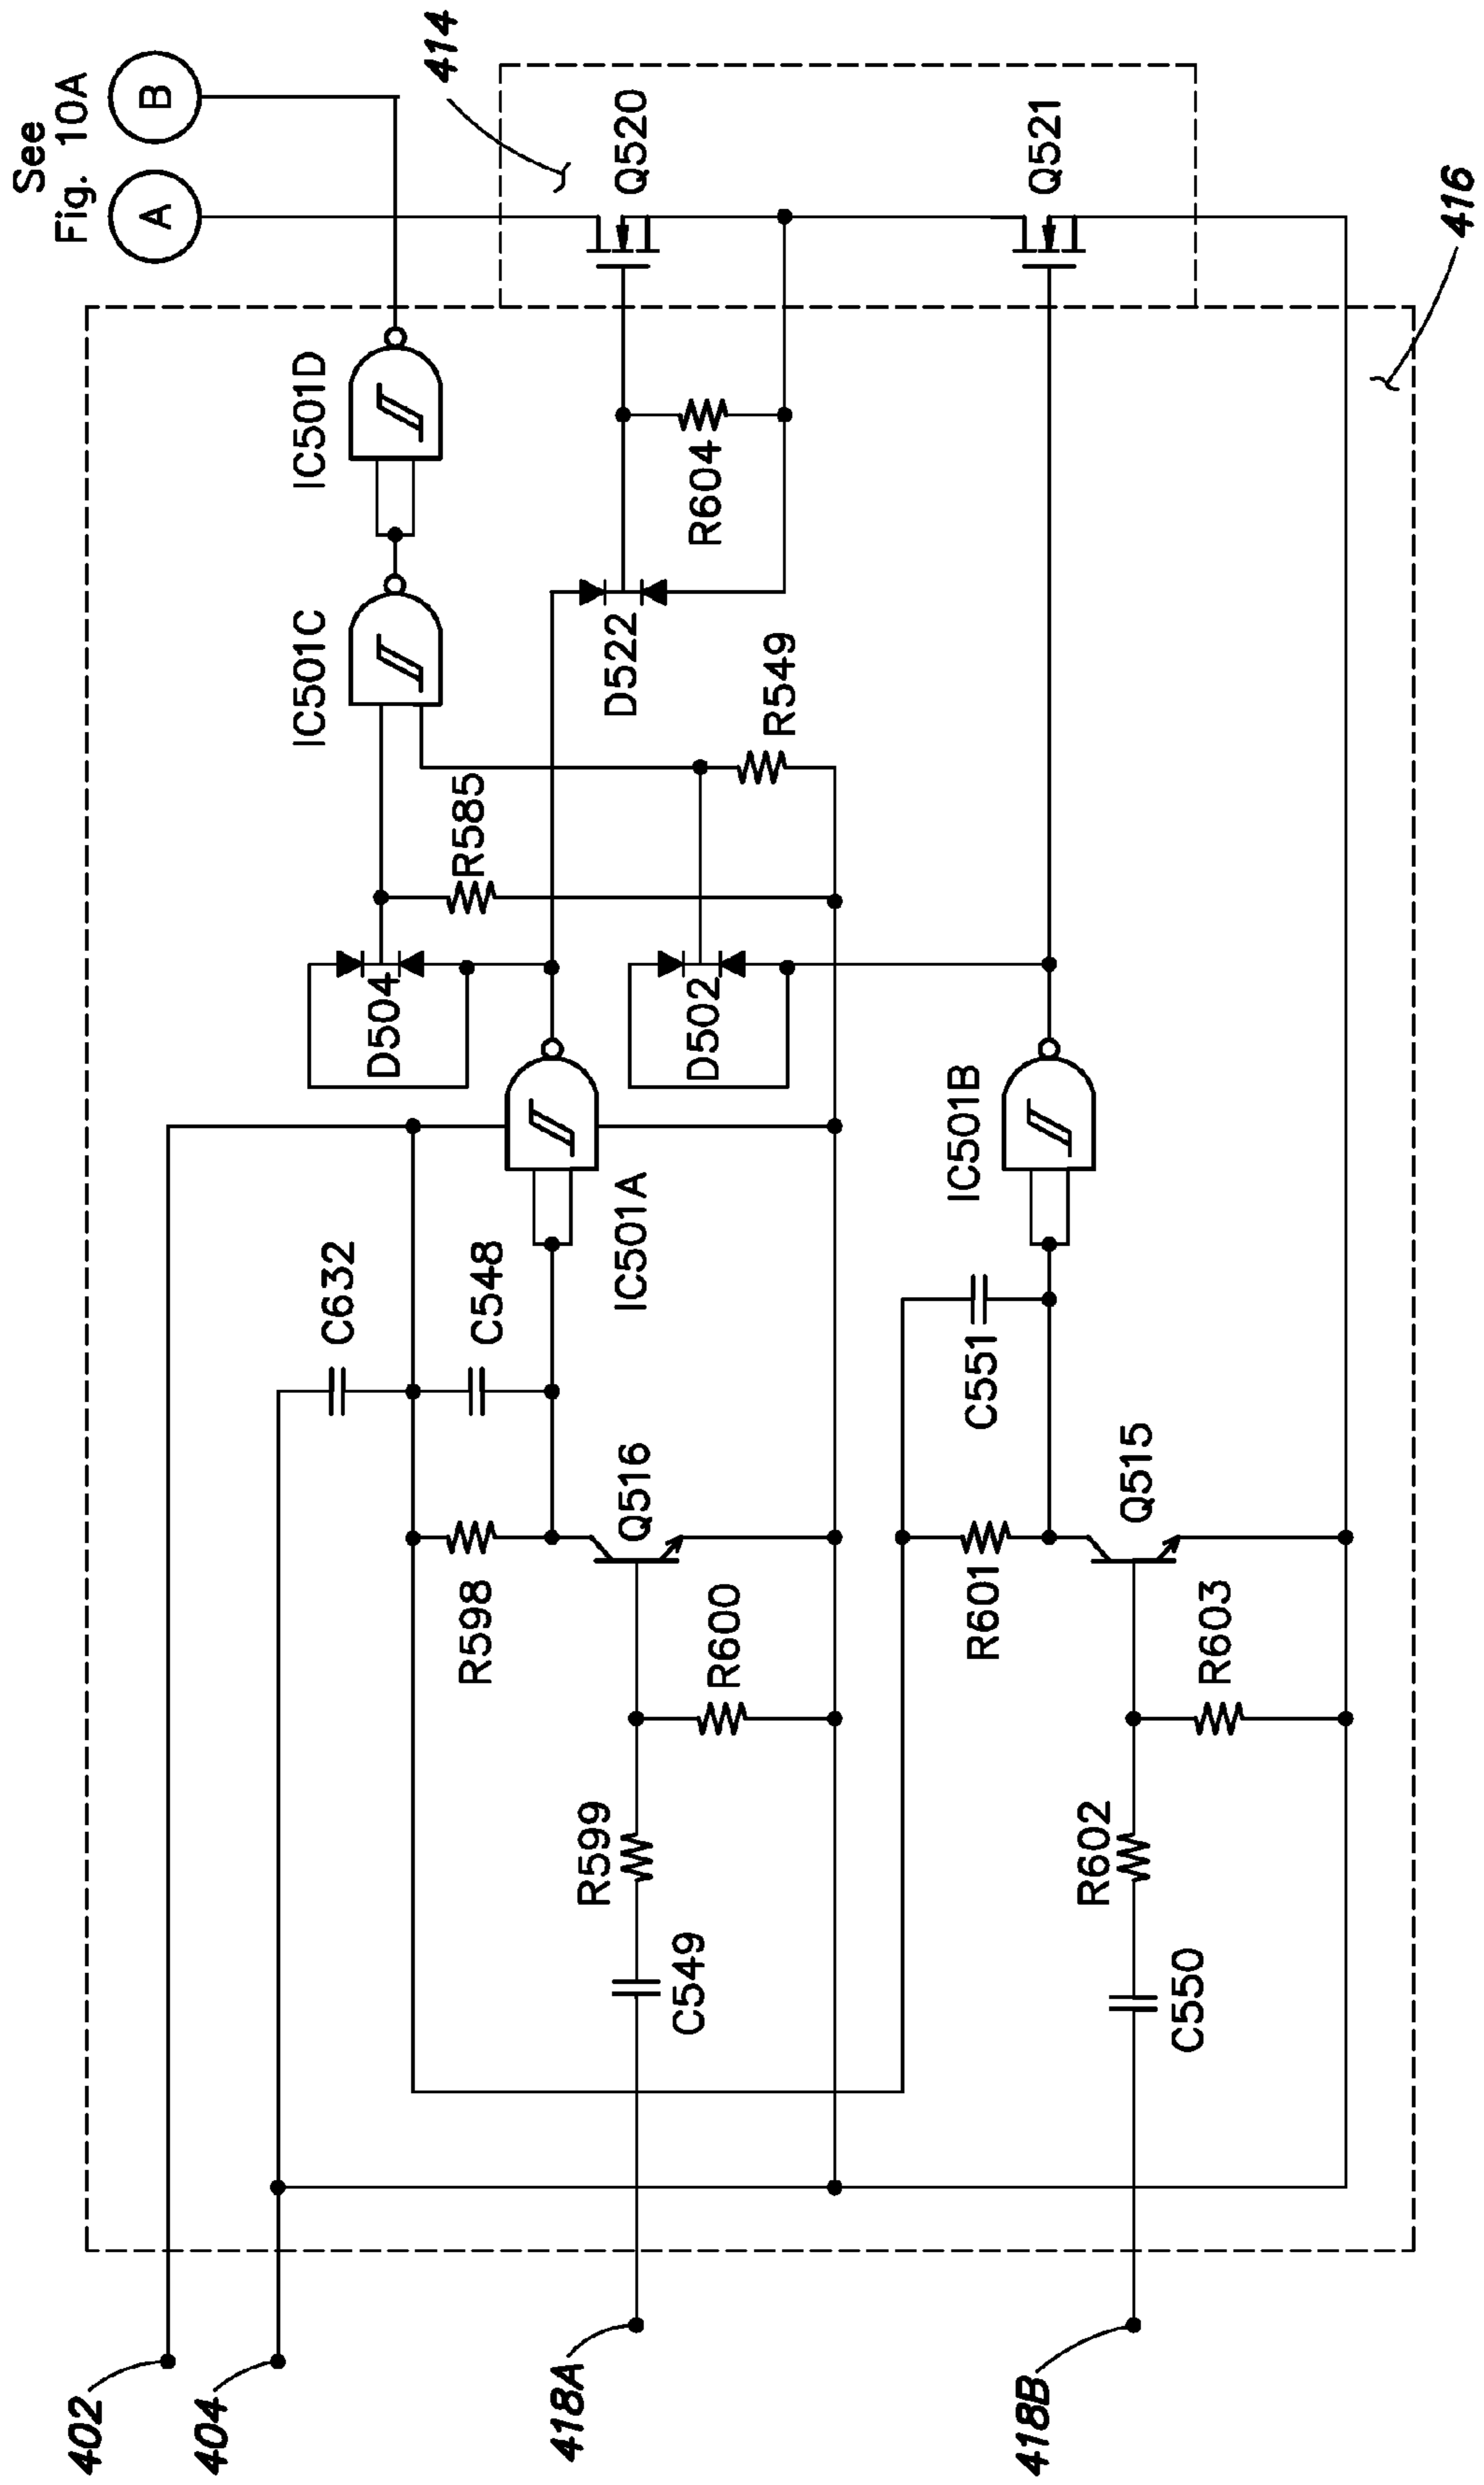 See
Fig. 10A
A
B
414
Q520
Q521
416
IC501D
R604
IC501C
D522
R549
R585
D504
D502
IC501A
IC501B
C632
C548
C551
Q516
Q515
R598
R600
R601
R603
R599
R602
C549
C550
402
404
418A
418B